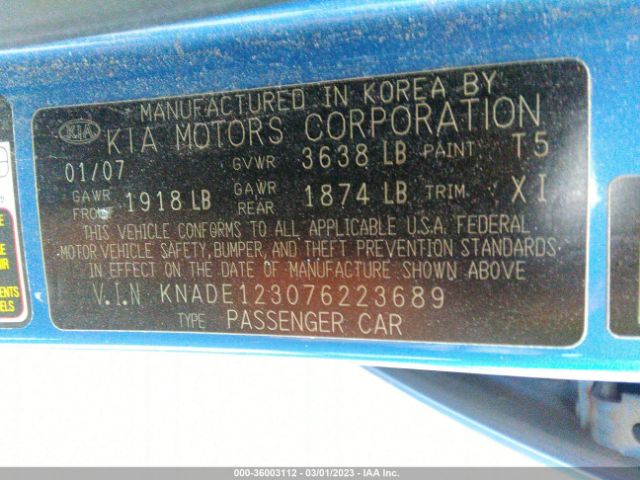 MANUFACTURED IN KOREA BY
KIA KIA MOTORS CORPORATION
01/07 GVWR 3638 LB PAINT T5
GAWR FRONT 1918 LB GAWR REAR 1874 LB TRIM XI
THIS VEHICLE CONFORMS TO ALL APPLICABLE U.S.A. FEDERAL
MOTOR VEHICLE SAFETY, BUMPER, AND THEFT PREVENTION STANDARDS
IN EFFECT ON THE DATE OF MANUFACTURE SHOWN ABOVE
V.I.N KNADE123076223689
TYPE PASSENGER CAR
000-36003112 — 03/01/2023 — IAAI.COM